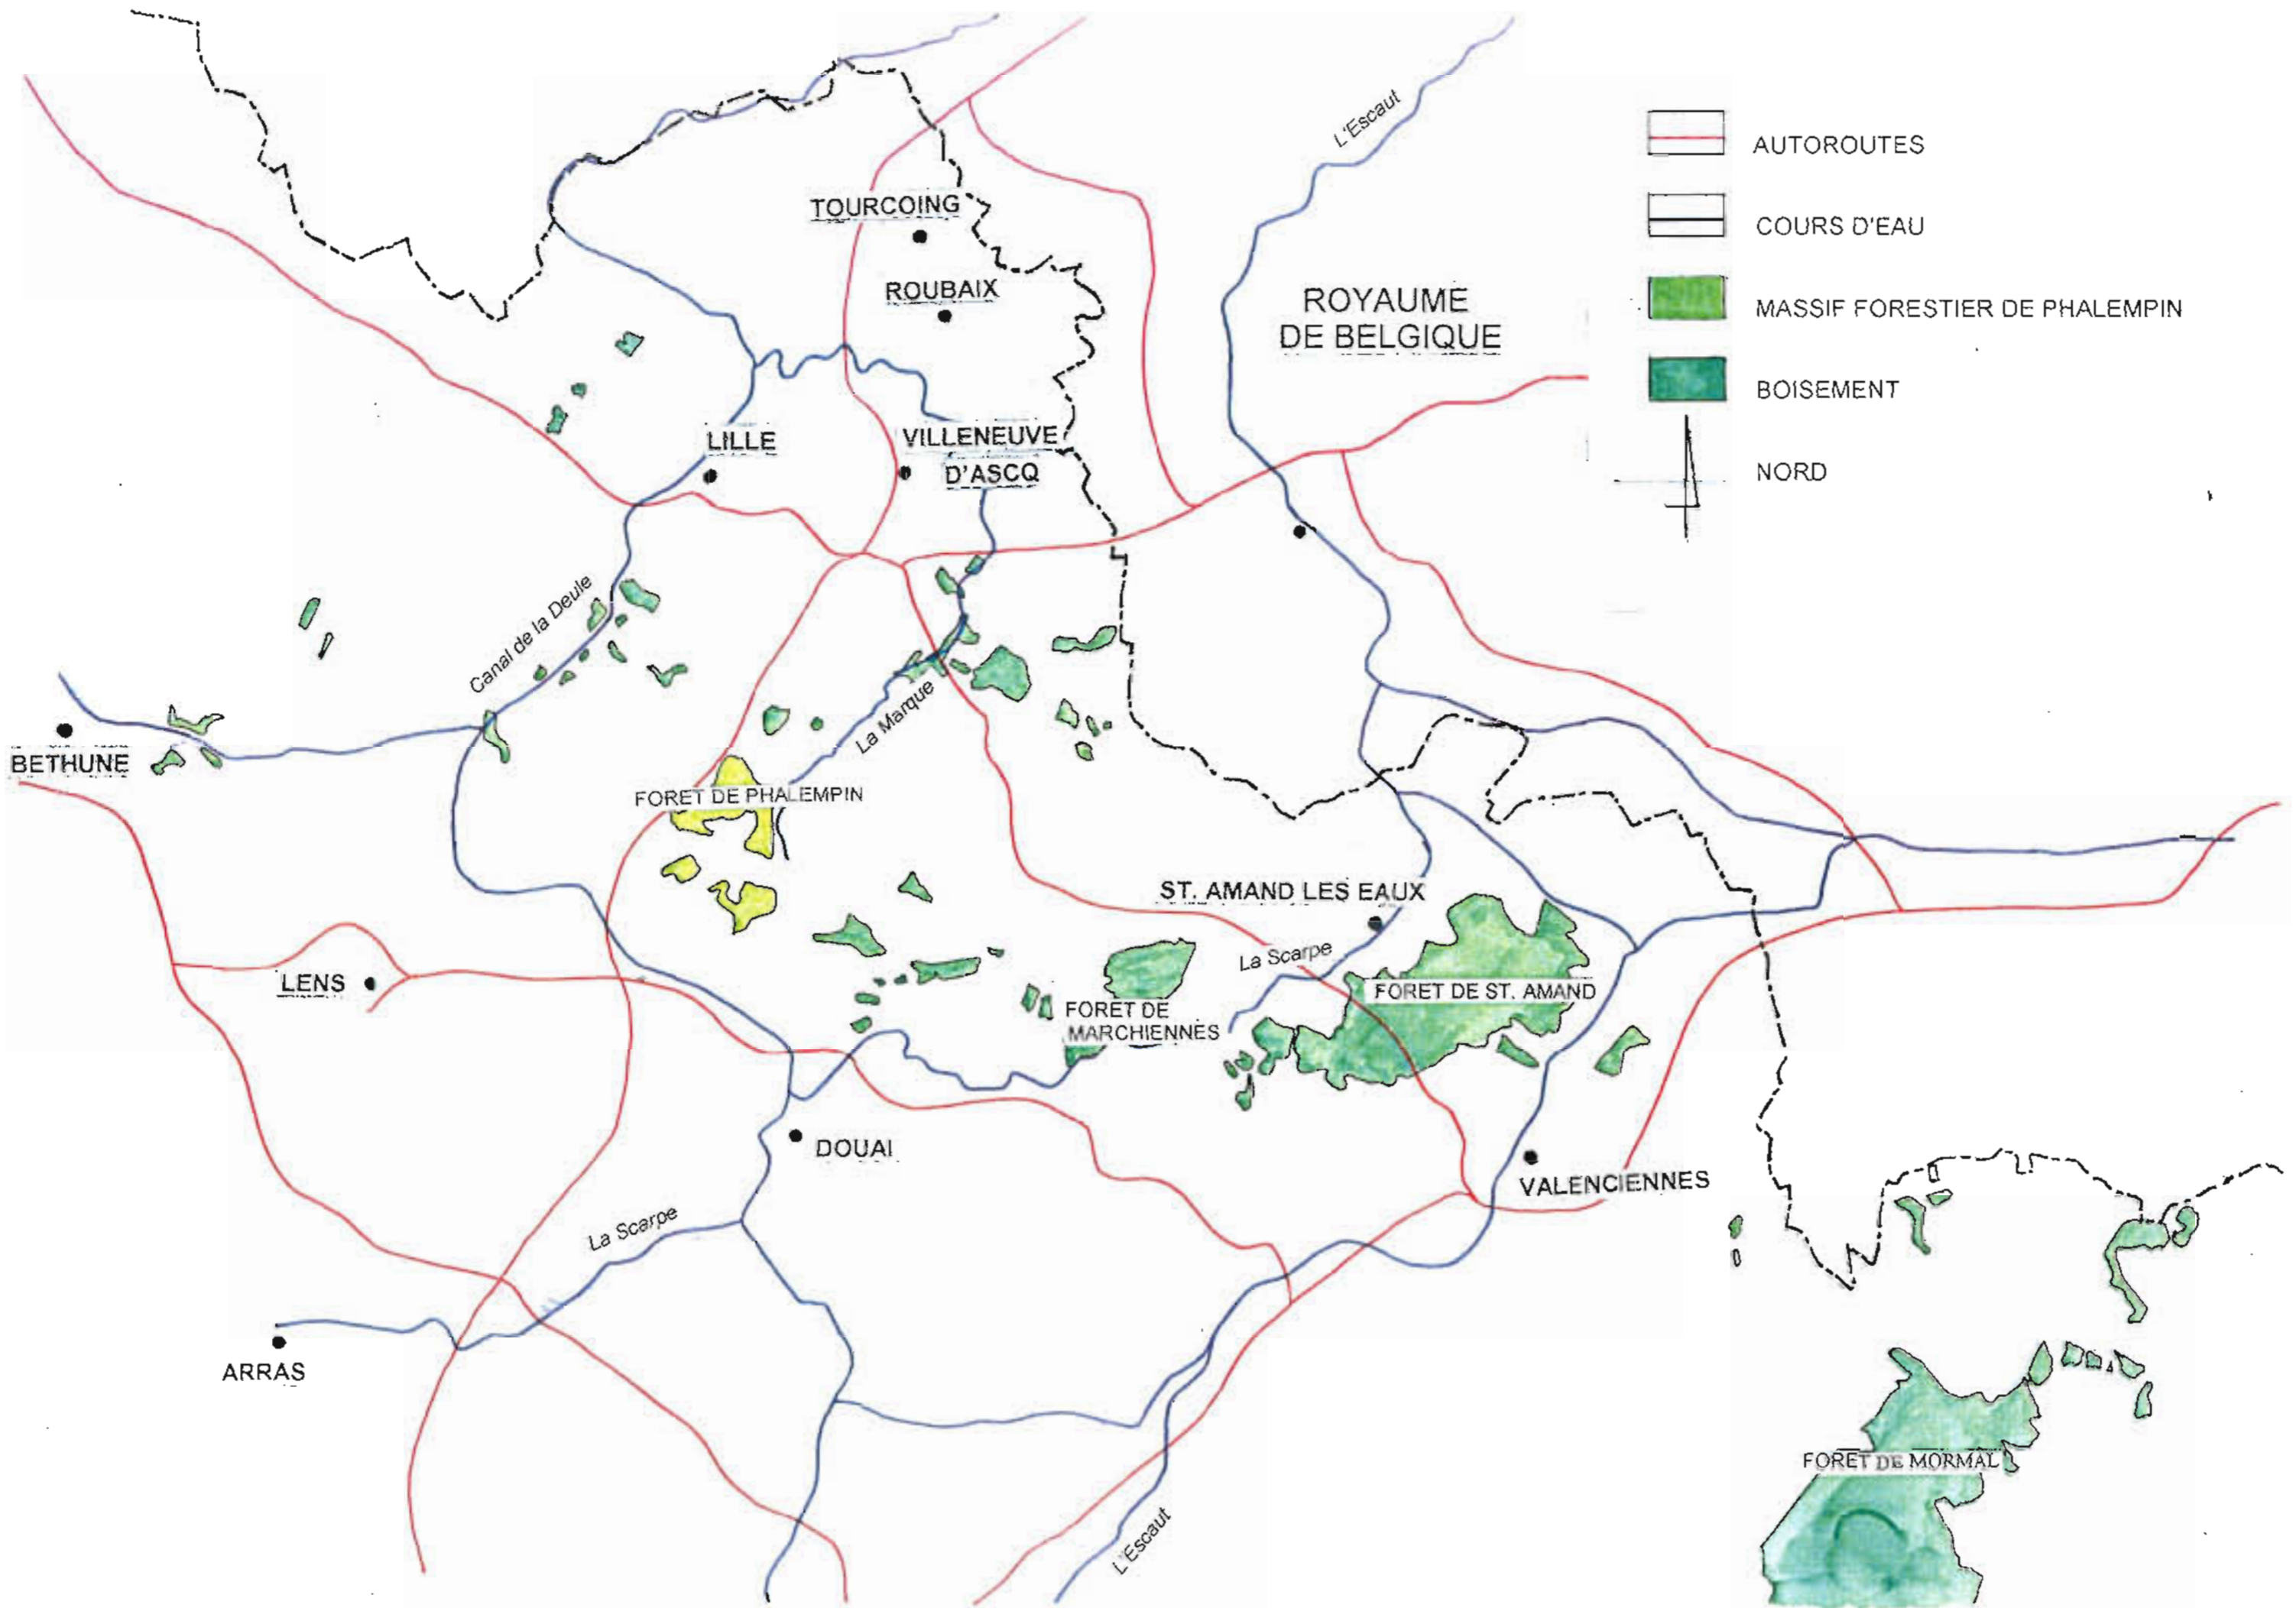 L'Escaut
AUTOROUTES
TOURCOING
COURS D'EAU
ROUBAIX
ROYAUME
DE BELGIQUE
MASSIF FORESTIER DE PHALEMPIN
BOISEMENT
LILLE
VILLENEUVE
D'ASCQ
NORD
Canal de la Deule
La Marque
BETHUNE
FORET DE PHALEMPIN
ST. AMAND LES EAUX
La Scarpe
LENS
FORET DE ST. AMAND
FORET DE
MARCHIENNES
DOUAI
VALENCIENNES
La Scarpe
ARRAS
FORET DE MORMAL
L'Escaut